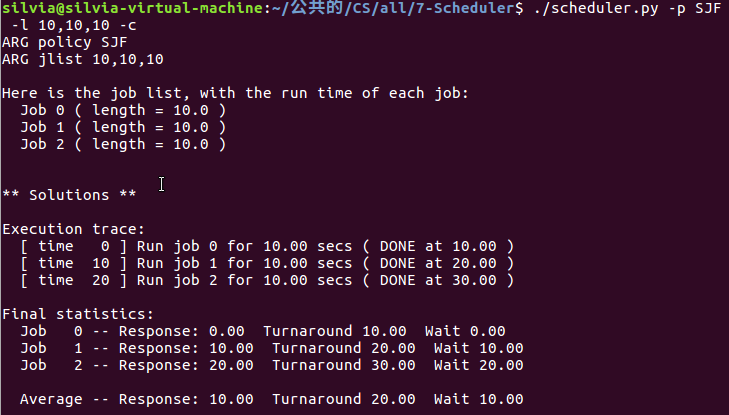 silvia@silvia-virtual-machine:~/公共的/CS/all/7-Scheduler$ ./scheduler.py -p SJF
 -l 10,10,10 -c
ARG policy SJF
ARG jlist 10,10,10
Here is the job list, with the run time of each job:
  Job 0 ( length = 10.0 )
  Job 1 ( length = 10.0 )
  Job 2 ( length = 10.0 )
** Solutions **
Execution trace:
  [ time   0 ] Run job 0 for 10.00 secs ( DONE at 10.00 )
  [ time  10 ] Run job 1 for 10.00 secs ( DONE at 20.00 )
  [ time  20 ] Run job 2 for 10.00 secs ( DONE at 30.00 )
Final statistics:
  Job   0 -- Response: 0.00  Turnaround 10.00  Wait 0.00
  Job   1 -- Response: 10.00  Turnaround 20.00  Wait 10.00
  Job   2 -- Response: 20.00  Turnaround 30.00  Wait 20.00
  Average -- Response: 10.00  Turnaround 20.00  Wait 10.00